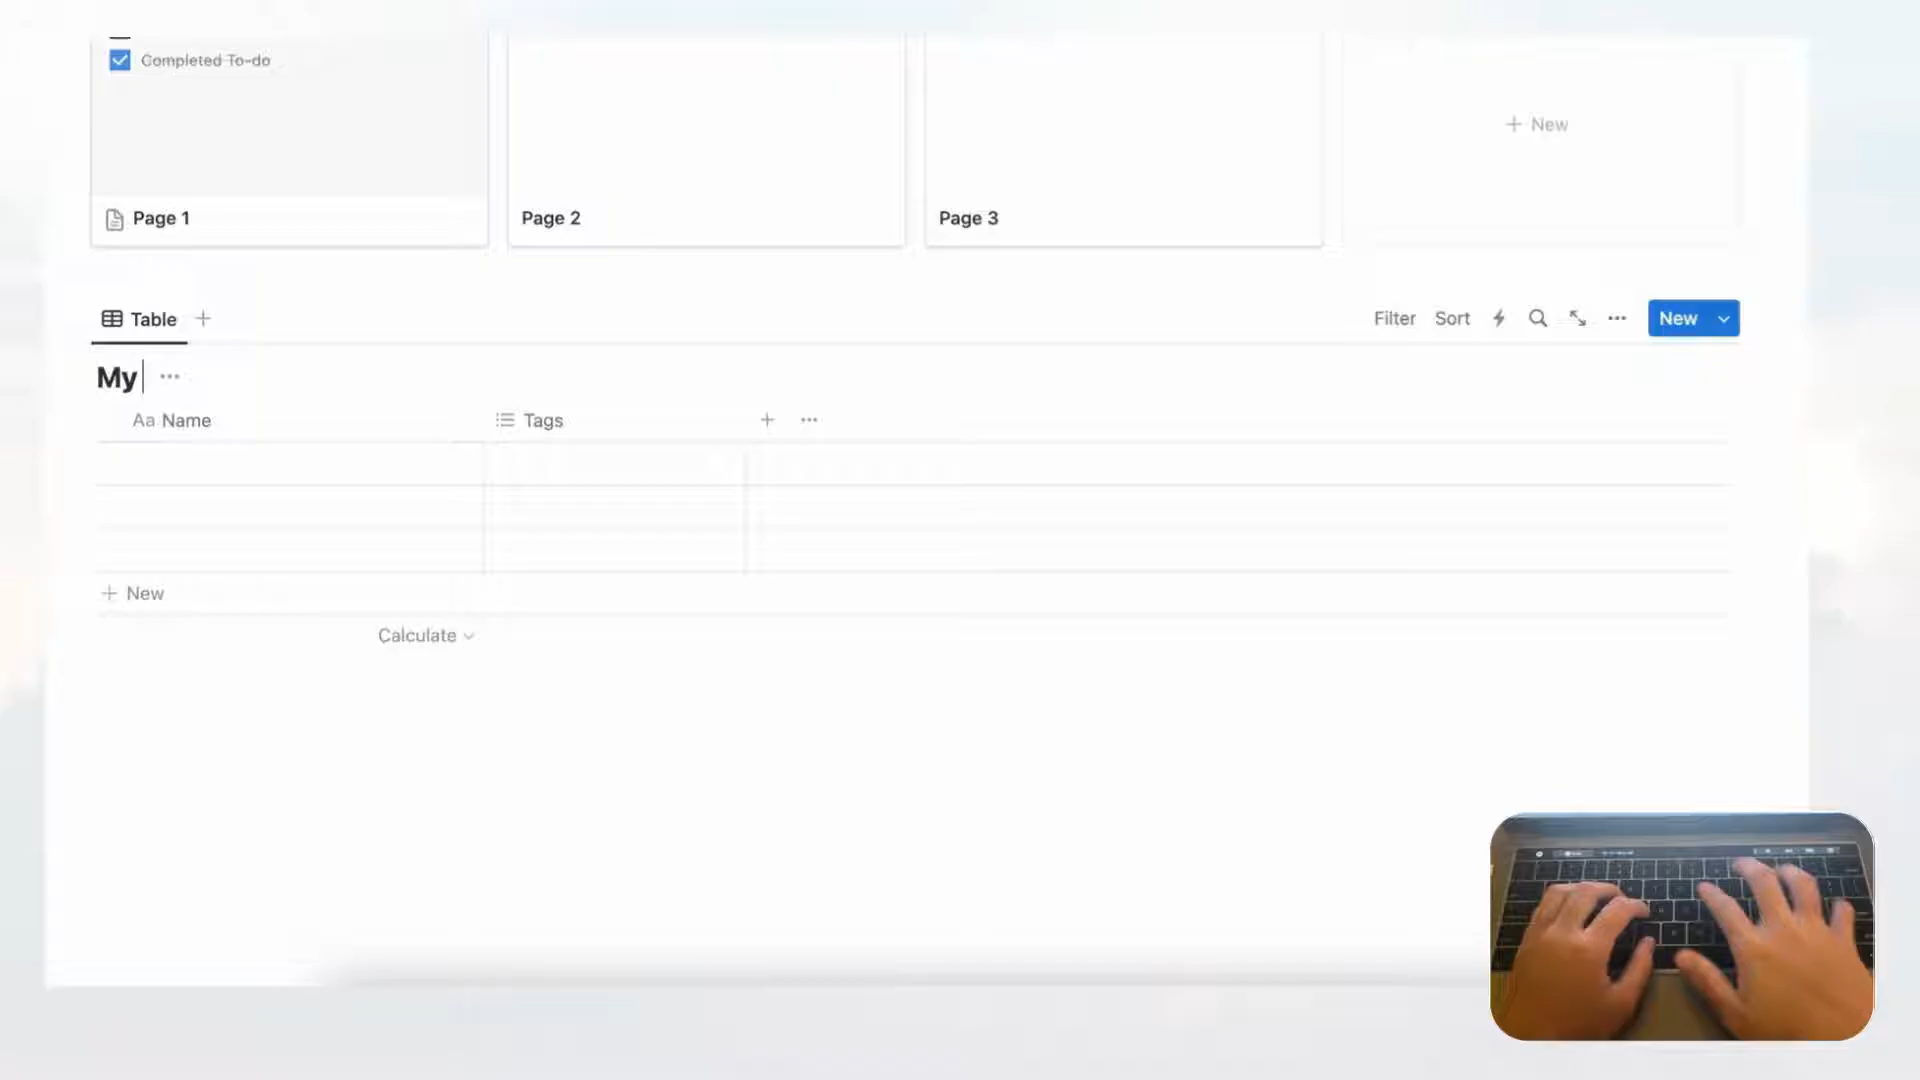 Completed To-do
+ New
Page 1
Page 2
Page 3
Table +
Filter Sort ... New
My ...
Aa Name
Tags + ...
+ New
Calculate